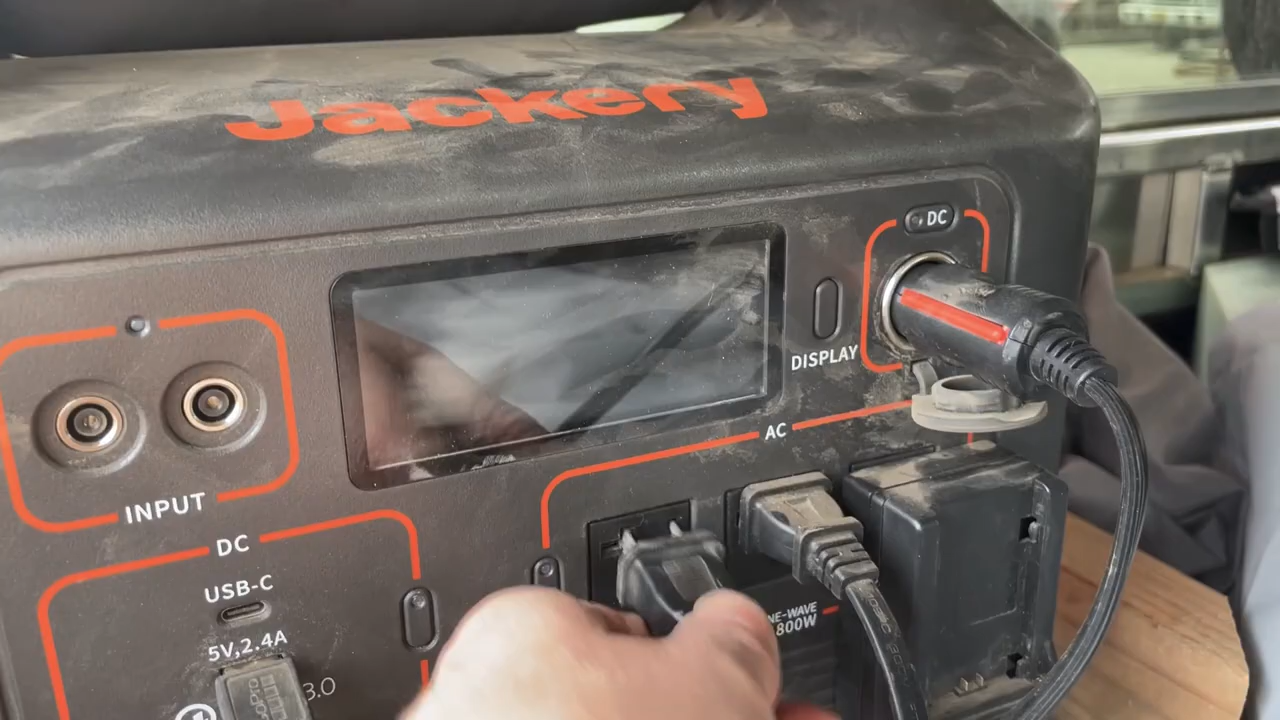 Jackery
DC
DISPLAY
INPUT
AC
DC
USB-C
5V,2.4A
3.0
NE-WAVE
800W